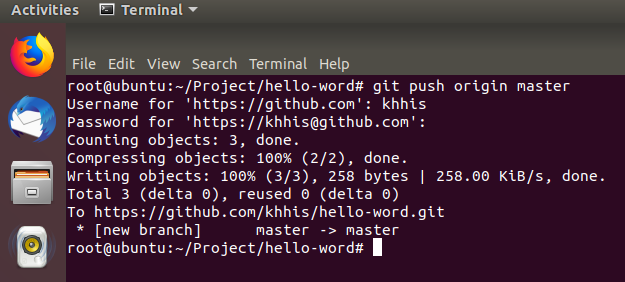 Activities Terminal
File Edit View Search Terminal Help
root@ubuntu:~/Project/hello-word# git push origin master
Username for 'https://github.com': khhis
Password for 'https://khhis@github.com':
Counting objects: 3, done.
Compressing objects: 100% (2/2), done.
Writing objects: 100% (3/3), 258 bytes | 258.00 KiB/s, done.
Total 3 (delta 0), reused 0 (delta 0)
To https://github.com/khhis/hello-word.git
 * [new branch]      master -> master
root@ubuntu:~/Project/hello-word#